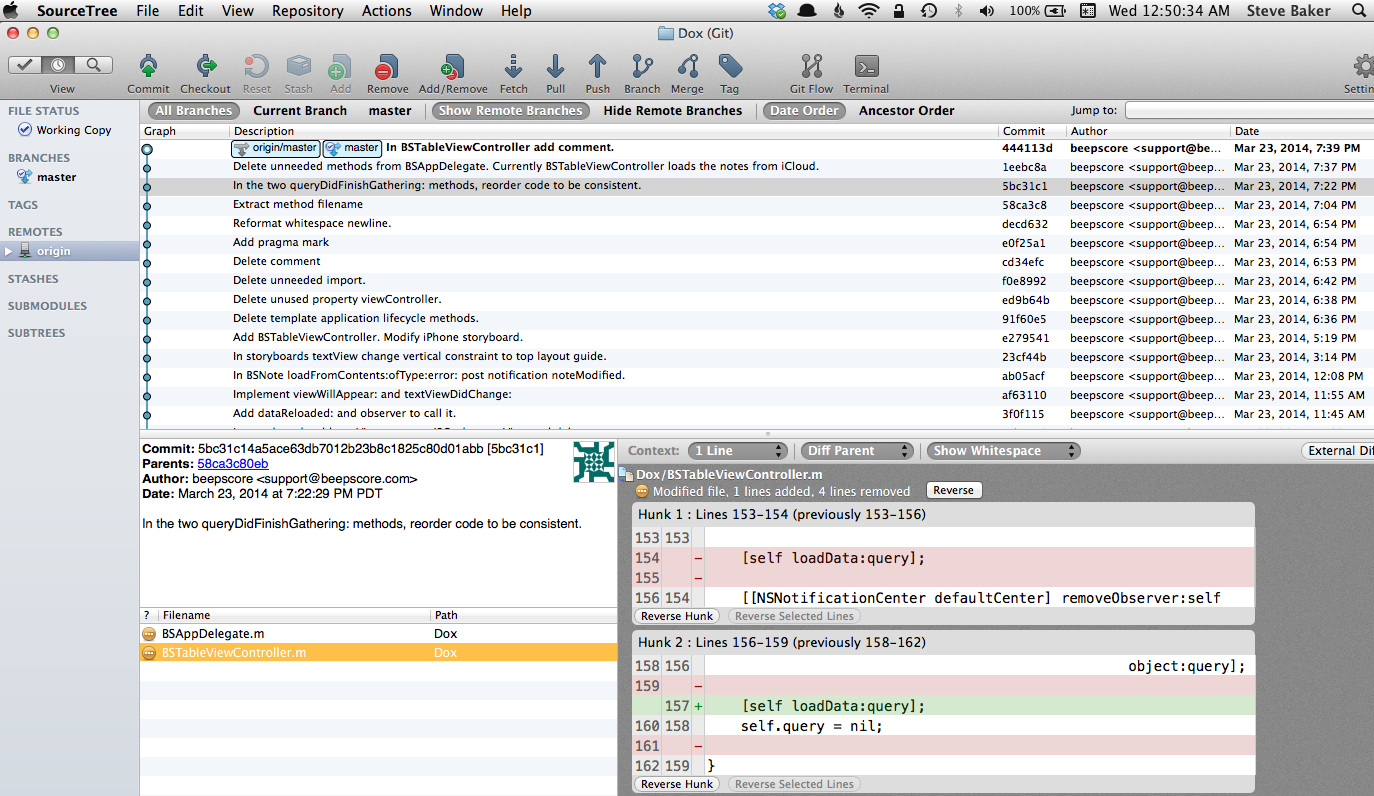 SourceTree File Edit View Repository Actions Window Help 100% Wed 12:50:34 AM Steve Baker
Dox (Git)
View Commit Checkout Reset Stash Add Remove Add/Remove Fetch Pull Push Branch Merge Tag Git Flow Terminal
FILE STATUS
Working Copy
BRANCHES
master
TAGS
REMOTES
origin
STASHES
SUBMODULES
SUBTREES
All Branches Current Branch master Show Remote Branches Hide Remote Branches Date Order Ancestor Order Jump to:
Graph Description Commit Author Date
origin/master master In BSTableViewController add comment. 444113d beepscore <support@be... Mar 23, 2014, 7:39 PM
Delete unneeded methods from BSAppDelegate. Currently BSTableViewController loads the notes from iCloud. 1eebc8a beepscore <support@beep... Mar 23, 2014, 7:37 PM
In the two queryDidFinishGathering: methods, reorder code to be consistent. 5bc31c1 beepscore <support@beep... Mar 23, 2014, 7:22 PM
Extract method filename 58ca3c8 beepscore <support@beep... Mar 23, 2014, 7:04 PM
Reformat whitespace newline. decd632 beepscore <support@beep... Mar 23, 2014, 6:54 PM
Add pragma mark e0f25a1 beepscore <support@beep... Mar 23, 2014, 6:54 PM
Delete comment cd34efc beepscore <support@beep... Mar 23, 2014, 6:53 PM
Delete unneeded import. f0e8992 beepscore <support@beep... Mar 23, 2014, 6:42 PM
Delete unused property viewController. ed9b64b beepscore <support@beep... Mar 23, 2014, 6:38 PM
Delete template application lifecycle methods. 91f60e5 beepscore <support@beep... Mar 23, 2014, 6:36 PM
Add BSTableViewController. Modify iPhone storyboard. e279541 beepscore <support@beep... Mar 23, 2014, 5:19 PM
In storyboards textView change vertical constraint to top layout guide. 23cf44b beepscore <support@beep... Mar 23, 2014, 3:14 PM
In BSNote loadFromContents:ofType:error: post notification noteModified. ab05acf beepscore <support@beep... Mar 23, 2014, 12:08 PM
Implement viewWillAppear: and textViewDidChange: af63110 beepscore <support@beep... Mar 23, 2014, 11:55 AM
Add dataReloaded: and observer to call it. 3f0f115 beepscore <support@beep... Mar 23, 2014, 11:45 AM
Commit: 5bc31c14a5ace63db7012b23b8c1825c80d01abb [5bc31c1]
Parents: 58ca3c80eb
Author: beepscore <support@beepscore.com>
Date: March 23, 2014 at 7:22:29 PM PDT
In the two queryDidFinishGathering: methods, reorder code to be consistent.
? Filename Path
BSAppDelegate.m Dox
BSTableViewController.m Dox
Context: 1 Line Diff Parent Show Whitespace
Dox/BSTableViewController.m
Modified file, 1 lines added, 4 lines removed Reverse
Hunk 1 : Lines 153-154 (previously 153-156)
153 153
154 - [self loadData:query];
155 -
156 154 [[NSNotificationCenter defaultCenter] removeObserver:self
Reverse Hunk Reverse Selected Lines
Hunk 2 : Lines 156-159 (previously 158-162)
158 156 object:query];
159 -
157 + [self loadData:query];
160 158 self.query = nil;
161 -
162 159 }
Reverse Hunk Reverse Selected Lines